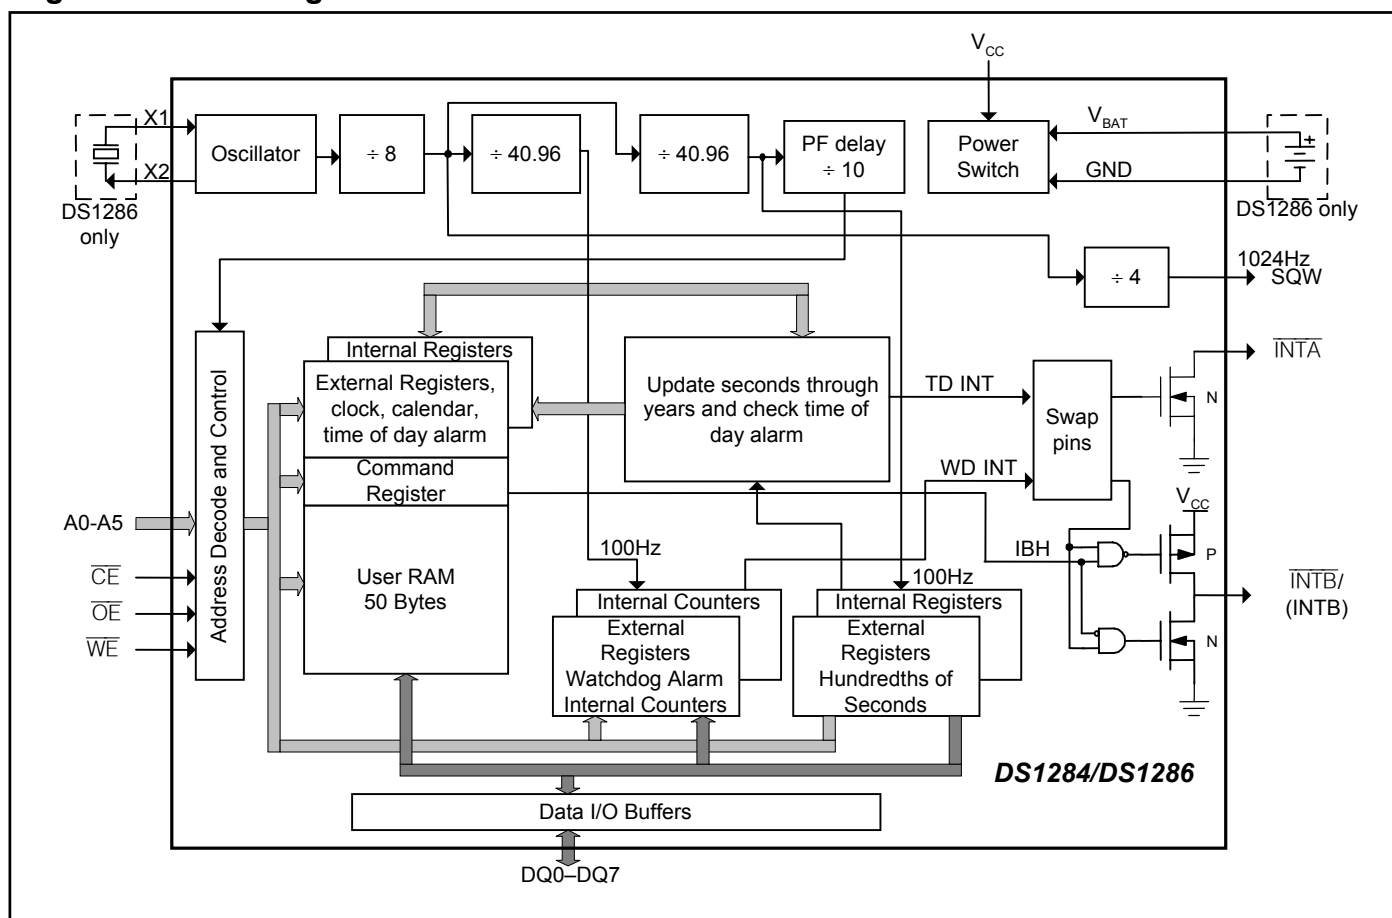 V CC
X1
X2
DS1286
only
Oscillator
÷ 8
÷ 40.96
÷ 40.96
PF delay
÷ 10
Power
Switch
V BAT
GND
+
DS1286 only
÷ 4
1024Hz
SQW
INTA
Internal Registers
External Registers,
clock, calendar,
time of day alarm
Command
Register
User RAM
50 Bytes
Update seconds through
years and check time of
day alarm
TD INT
WD INT
Swap
pins
N
V CC
P
IBH
INTB/
(INTB)
N
Address Decode and Control
A0-A5
CE
OE
WE
100Hz
100Hz
Internal Counters
External
Registers
Watchdog Alarm
Internal Counters
Internal Registers
External
Registers
Hundredths of
Seconds
DS1284/DS1286
Data I/O Buffers
DQ0–DQ7